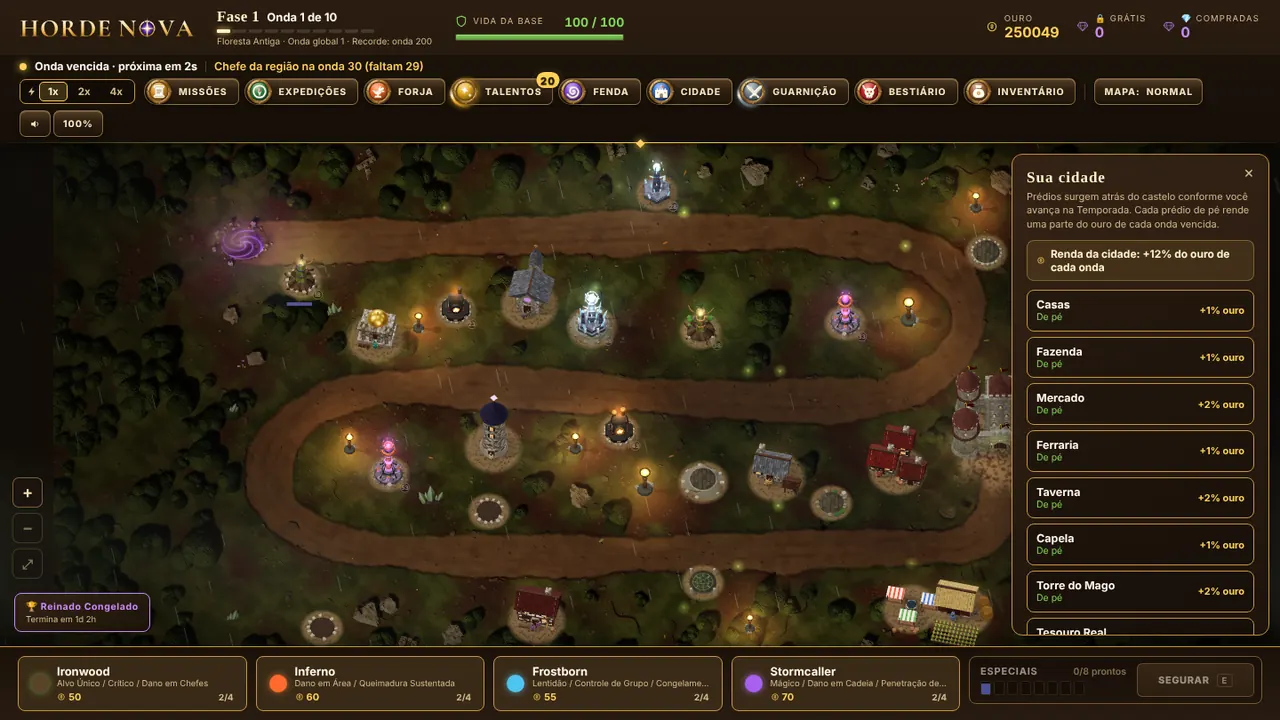 HORDE NOVA
Fase 1 Onda 1 de 10
Floresta Antiga · Onda global 1 · Recorde: onda 200
VIDA DA BASE 100 / 100
OURO
250049
GRÁTIS
0
COMPRADAS
0
Onda vencida · próxima em 2s
Chefe da região na onda 30 (faltam 29)
1x 2x 4x
MISSÕES
EXPEDIÇÕES
FORJA
TALENTOS
20
FENDA
CIDADE
GUARNIÇÃO
BESTIÁRIO
INVENTÁRIO
MAPA: NORMAL
100%
Sua cidade
×
Prédios surgem atrás do castelo conforme você
avança na Temporada. Cada prédio de pé rende
uma parte do ouro de cada onda vencida.
Renda da cidade: +12% do ouro de
cada onda
Casas
De pé
+1% ouro
Fazenda
De pé
+1% ouro
Mercado
De pé
+2% ouro
Ferraria
De pé
+1% ouro
Taverna
De pé
+2% ouro
Capela
De pé
+1% ouro
Torre do Mago
De pé
+2% ouro
Tesouro Real
+
−
Reinado Congelado
Termina em 1d 2h
Ironwood
Alvo Único / Crítico / Dano em Chefes
50
2/4
Inferno
Dano em Área / Queimadura Sustentada
60
2/4
Frostborn
Lentidão / Controle de Grupo / Congelame...
55
2/4
Stormcaller
Mágico / Dano em Cadeia / Penetração de...
70
2/4
ESPECIAIS 0/8 prontos
SEGURAR E